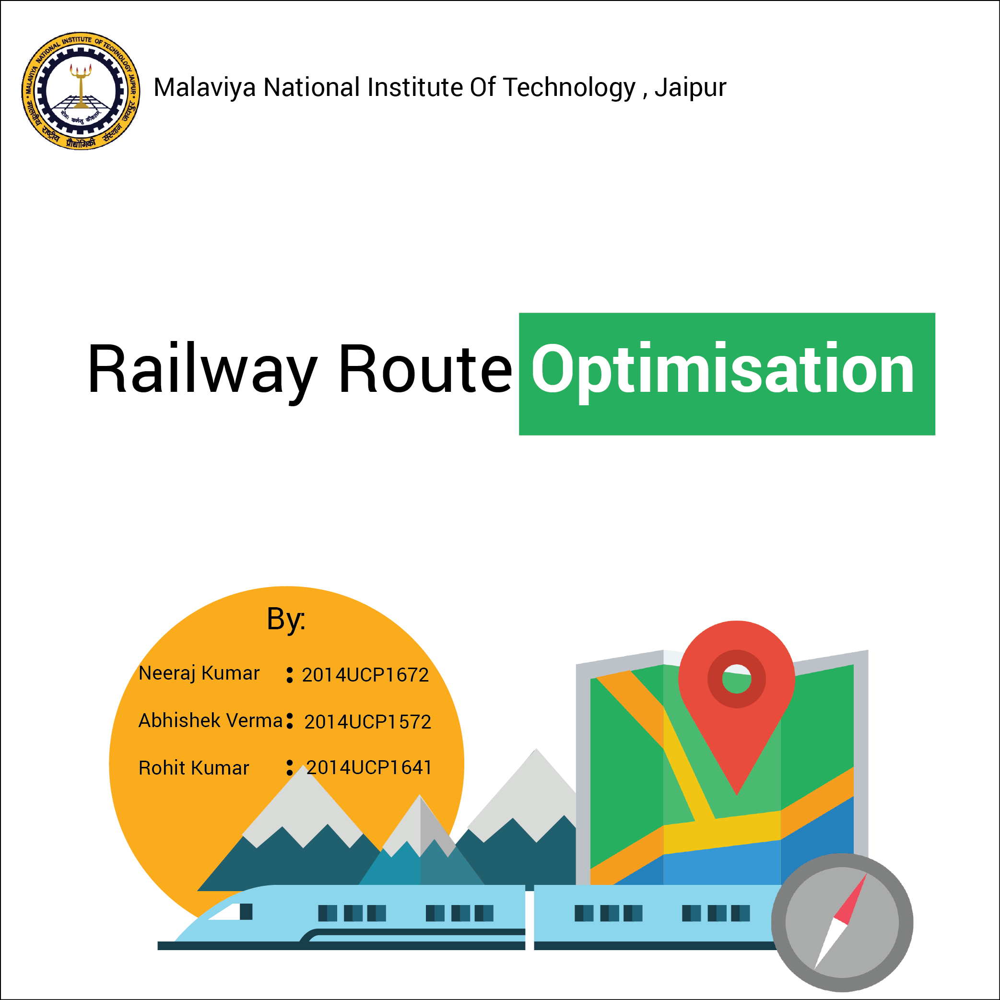 • MALAVIYA NATIONAL INSTITUTE OF TECHNOLOGY JAIPUR •
मालवीय राष्ट्रीय प्रौद्योगिकी संस्थान जयपुर
योगः कर्मसु कौशलम्
Malaviya National Institute Of Technology , Jaipur
Railway Route Optimisation
By:
Neeraj Kumar : 2014UCP1672
Abhishek Verma : 2014UCP1572
Rohit Kumar : 2014UCP1641